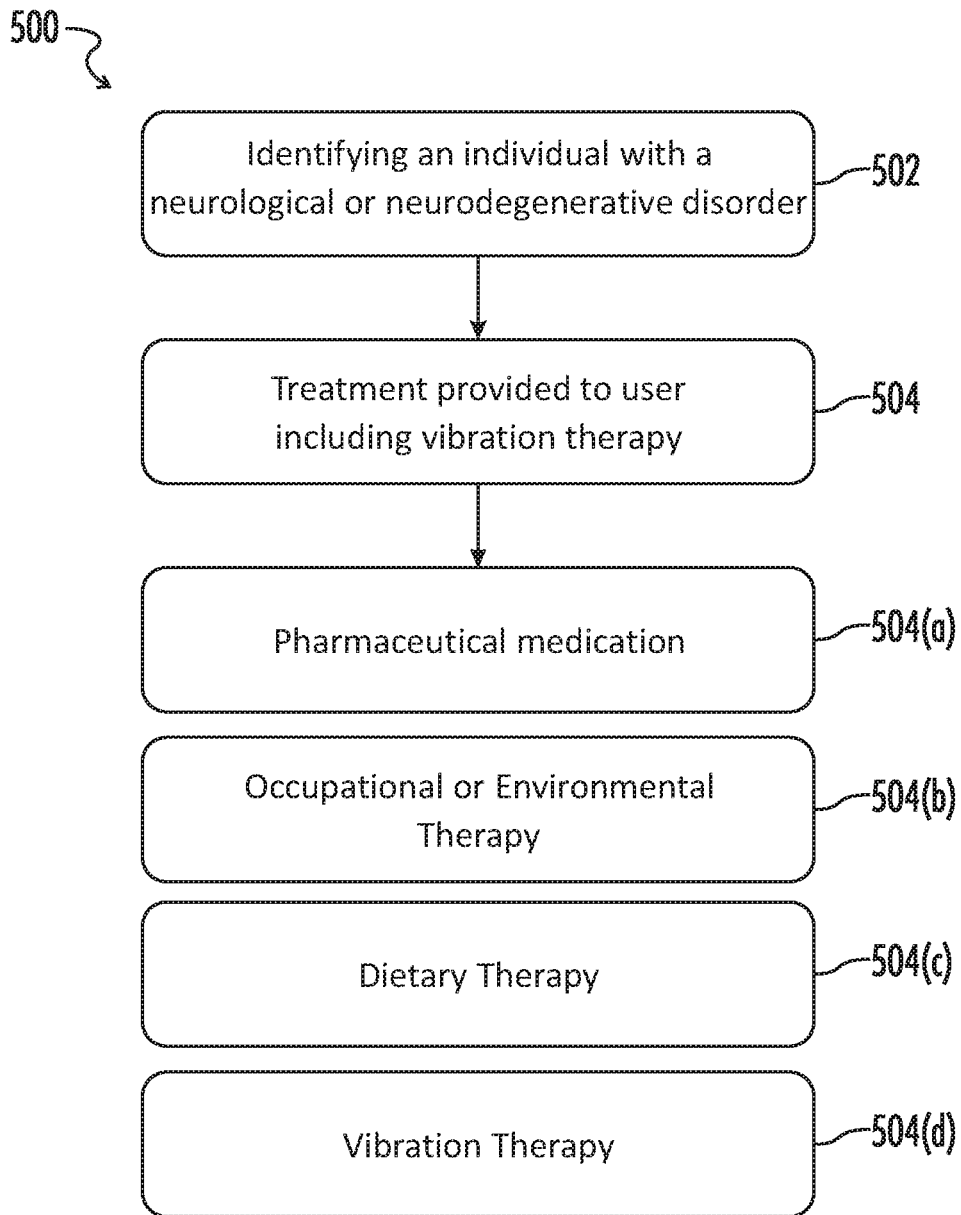 500
Identifying an individual with a
neurological or neurodegenerative disorder
502
Treatment provided to user
including vibration therapy
504
Pharmaceutical medication
504(a)
Occupational or Environmental
Therapy
504(b)
Dietary Therapy
504(c)
Vibration Therapy
504(d)